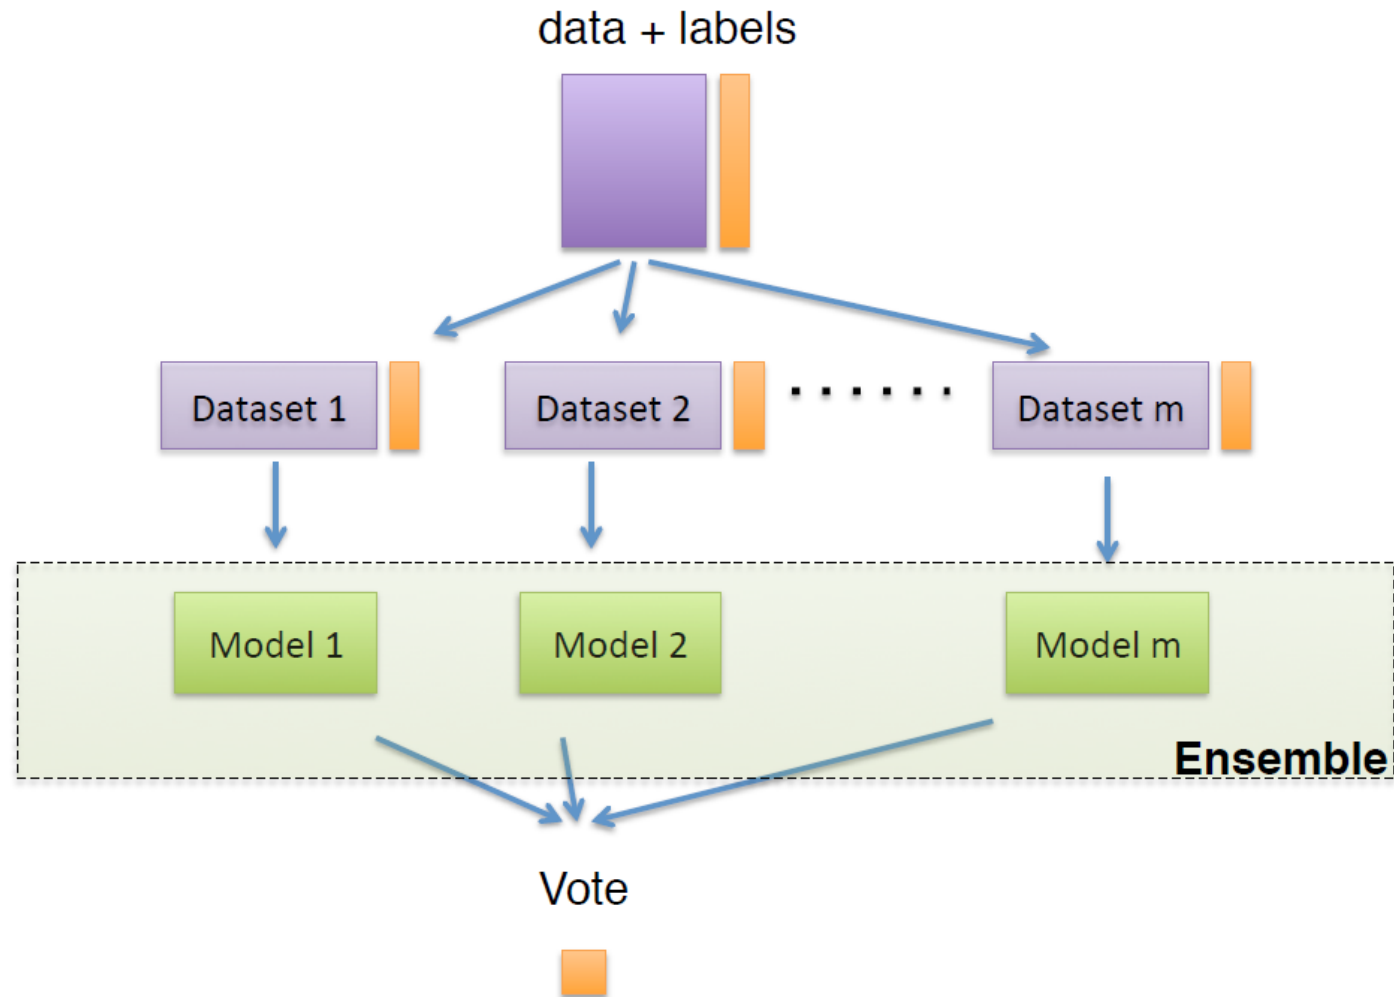 data + labels
Dataset 1
Dataset 2
......
Dataset m
Model 1
Model 2
Model m
Ensemble
Vote